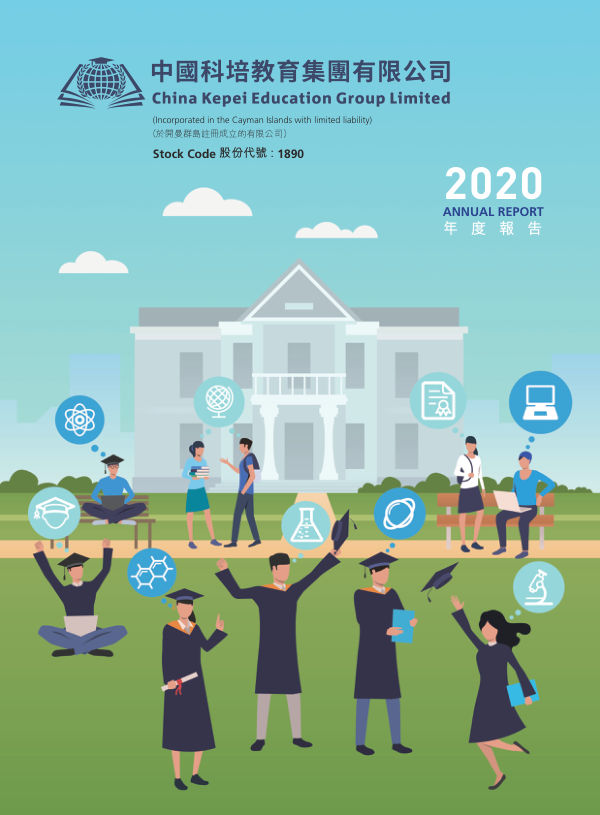 中國科培教育集團有限公司
China Kepei Education Group Limited
(Incorporated in the Cayman Islands with limited liability)
(於開曼群島註冊成立的有限公司)
Stock Code 股份代號 : 1890
2020
ANNUAL REPORT
年度報告